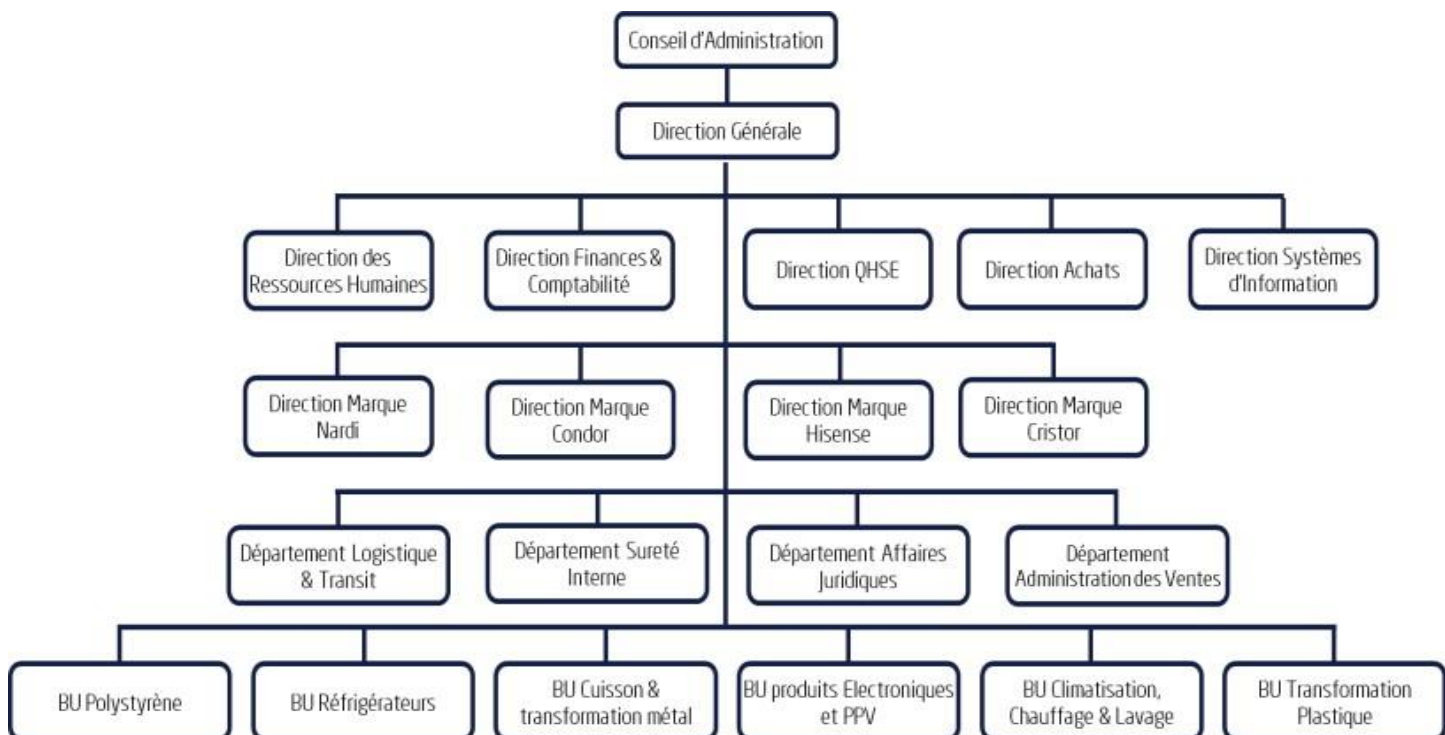 Conseil d'Administration
Direction Générale
Direction des
Ressources Humaines
Direction Finances &
Comptabilité
Direction QHSE
Direction Achats
Direction Systèmes
d'Information
Direction Marque
Nardi
Direction Marque
Condor
Direction Marque
Hisense
Direction Marque
Cristor
Département Logistique
& Transit
Département Sureté
Interne
Département Affaires
Juridiques
Département
Administration des Ventes
BU Polystyrène
BU Réfrigérateurs
BU Cuisson &
transformation métal
BU produits Electroniques
et PPV
BU Climatisation,
Chauffage & Lavage
BU Transformation
Plastique